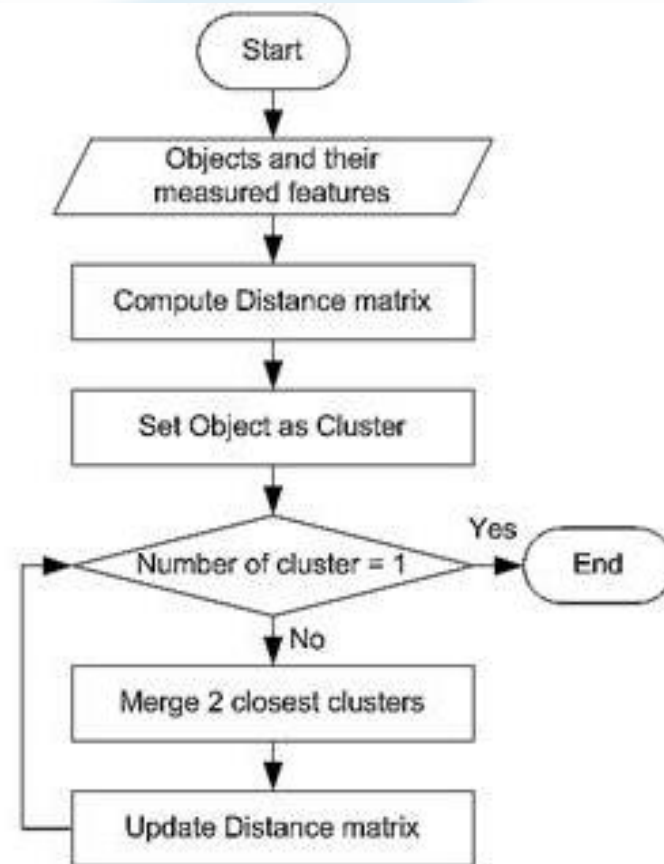 Start
Objects and their
measured features
Compute Distance matrix
Set Object as Cluster
Number of cluster = 1
Yes
End
No
Merge 2 closest clusters
Update Distance matrix